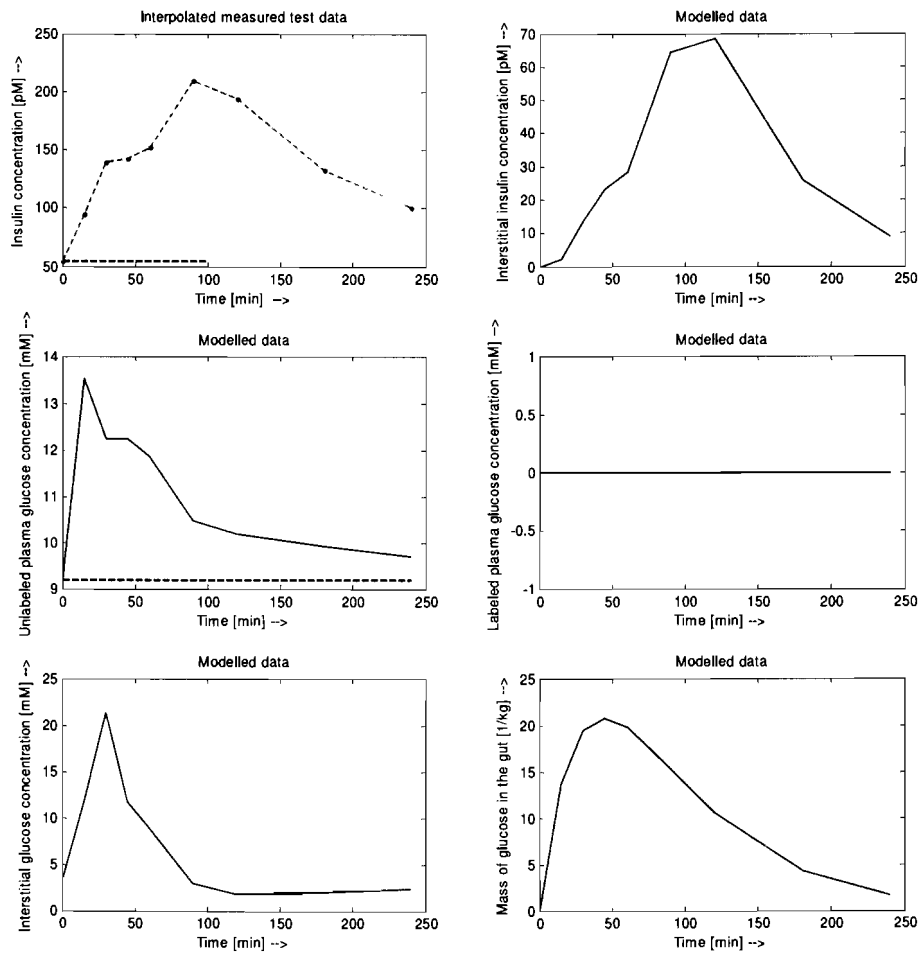 Interpolated measured test data
Insulin concentration [pM] -->
250
200
150
100
50
0 50 100 150 200 250
Time [min] -->
Modelled data
Interstitial insulin concentration [pM] -->
70
60
50
40
30
20
10
0
0 50 100 150 200 250
Time [min] -->
Modelled data
Unlabeled plasma glucose concentration [mM] -->
14
13
12
11
10
9
0 50 100 150 200 250
Time [min] -->
Modelled data
Labeled plasma glucose concentration [mM] -->
1
0.5
0
-0.5
-1
0 50 100 150 200 250
Time [min] -->
Modelled data
Interstitial glucose concentration [mM] -->
25
20
15
10
5
0
0 50 100 150 200 250
Time [min] -->
Modelled data
Mass of glucose in the gut [1/kg] -->
25
20
15
10
5
0
0 50 100 150 200 250
Time [min] -->